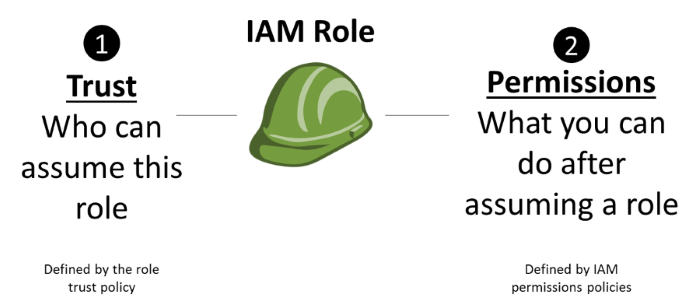 IAM Role
1
Trust
Who can
assume this
role
Defined by the role
trust policy
2
Permissions
What you can
do after
assuming a role
Defined by IAM
permissions policies